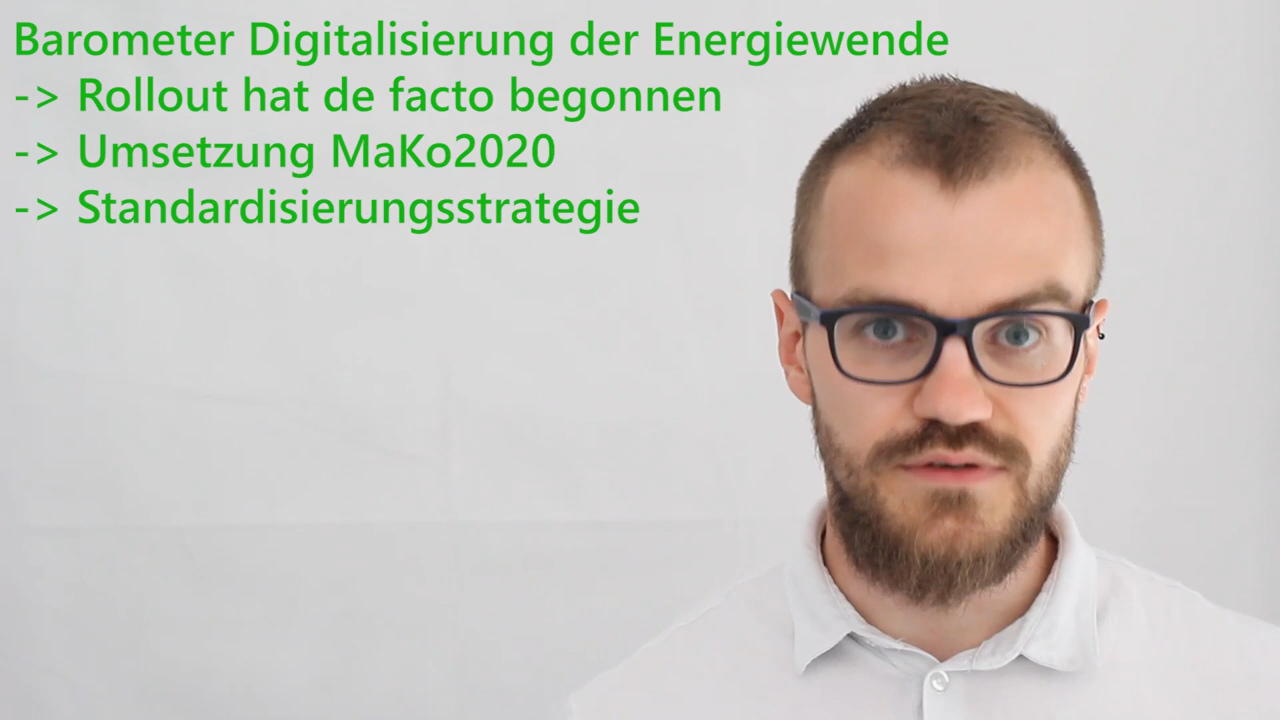 Barometer Digitalisierung der Energiewende
-> Rollout hat de facto begonnen
-> Umsetzung MaKo2020
-> Standardisierungsstrategie